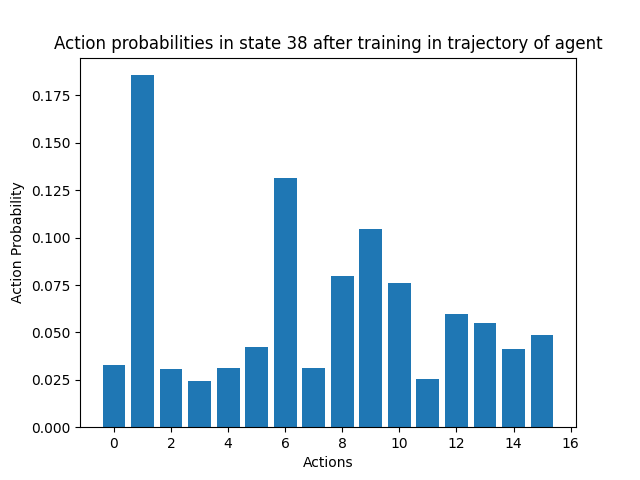 Action probabilities in state 38 after training in trajectory of agent
0.175
0.150
0.125
0.100
0.075
0.050
0.025
0.000
Action Probability
0 2 4 6 8 10 12 14 16
Actions